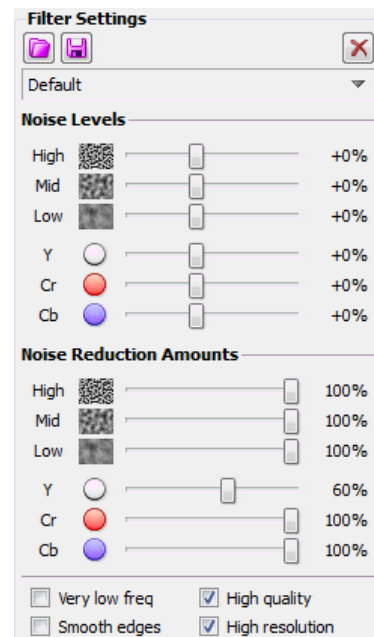 Filter Settings
Default
Noise Levels
High +0%
Mid +0%
Low +0%
Y +0%
Cr +0%
Cb +0%
Noise Reduction Amounts
High 100%
Mid 100%
Low 100%
Y 60%
Cr 100%
Cb 100%
Very low freq High quality
Smooth edges High resolution